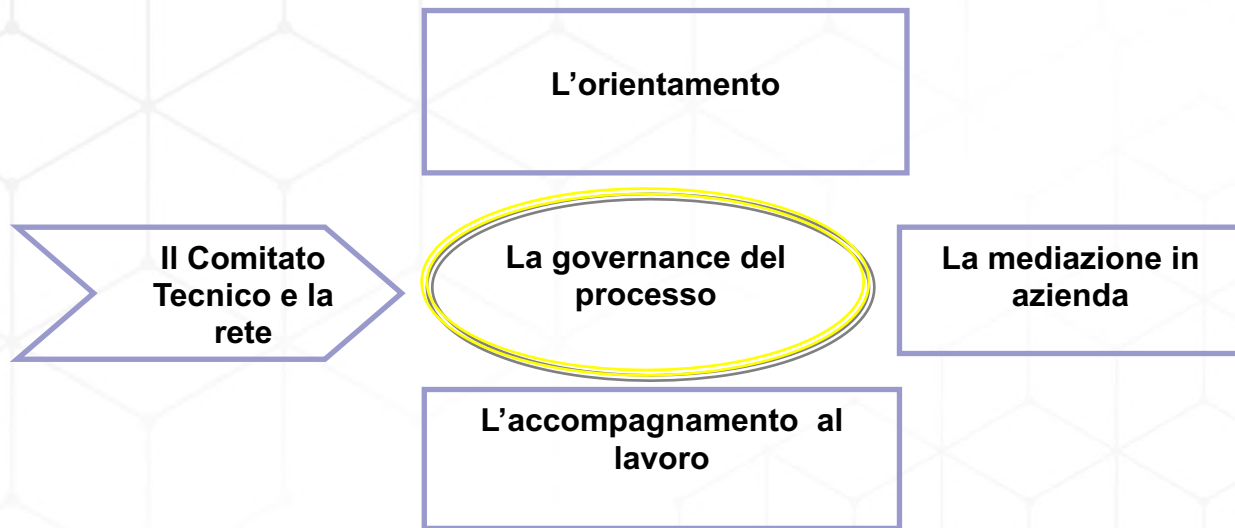 L’orientamento
Il Comitato
Tecnico e la
rete
La governance del
processo
La mediazione in
azienda
L’accompagnamento  al
lavoro